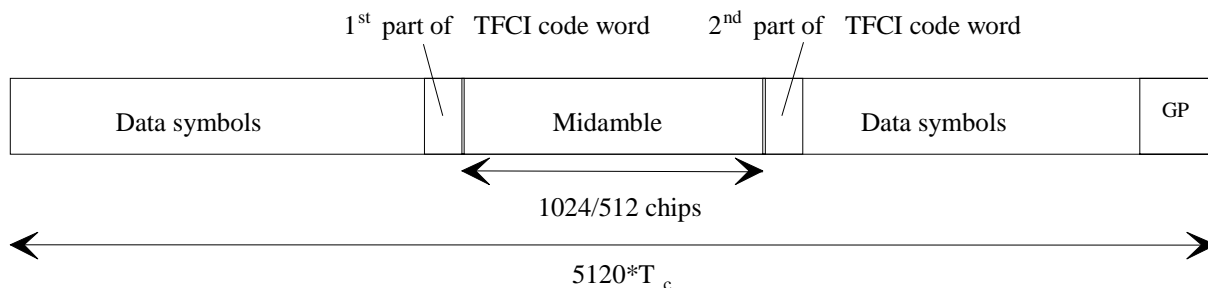 1st part of TFCI code word 2nd part of TFCI code word
Data symbols Midamble Data symbols GP
1024/512 chips
5120*Tc